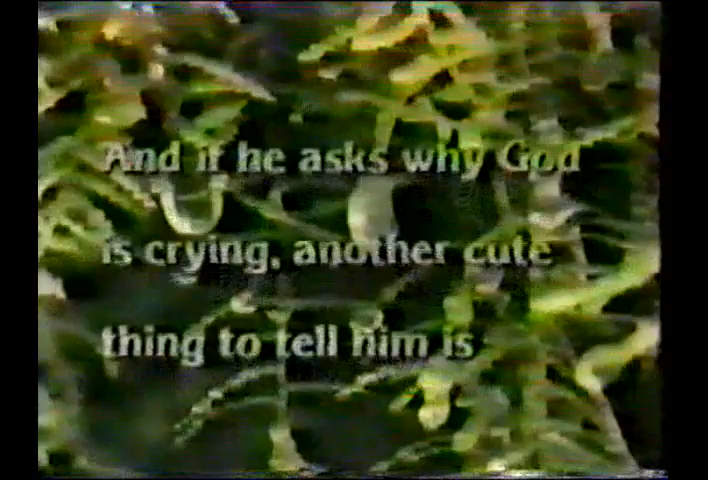 And if he asks why God
is crying, another cute
thing to tell him is